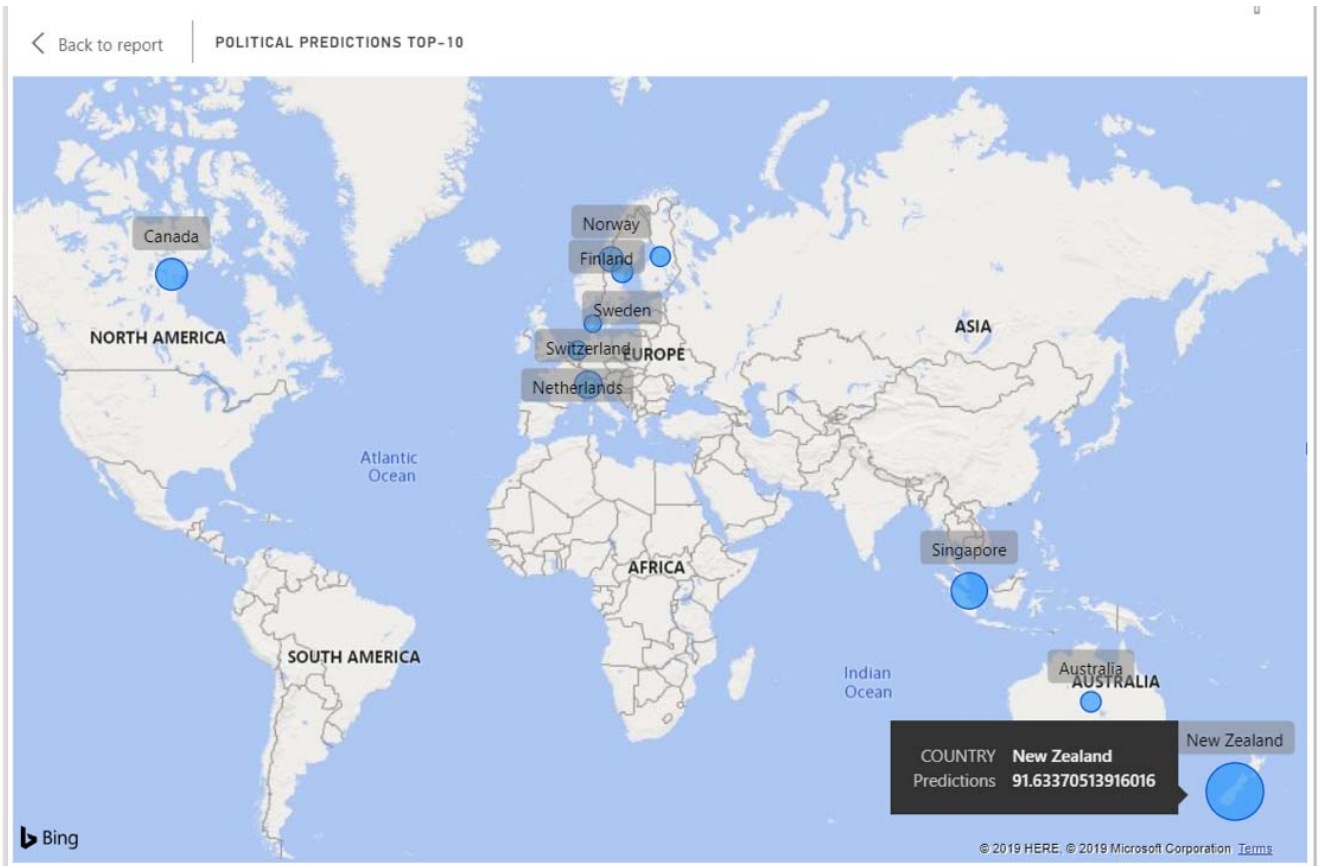 Back to report
POLITICAL PREDICTIONS TOP-10
Norway
Canada
Finland
Sweden
NORTH AMERICA
ASIA
Switzerland
EUROPE
Netherlands
Atlantic
Ocean
Singapore
AFRICA
SOUTH AMERICA
Indian
Ocean
Australia
AUSTRALIA
New Zealand
COUNTRY New Zealand
Predictions 91.63370513916016
Bing
© 2019 HERE, © 2019 Microsoft Corporation Terms